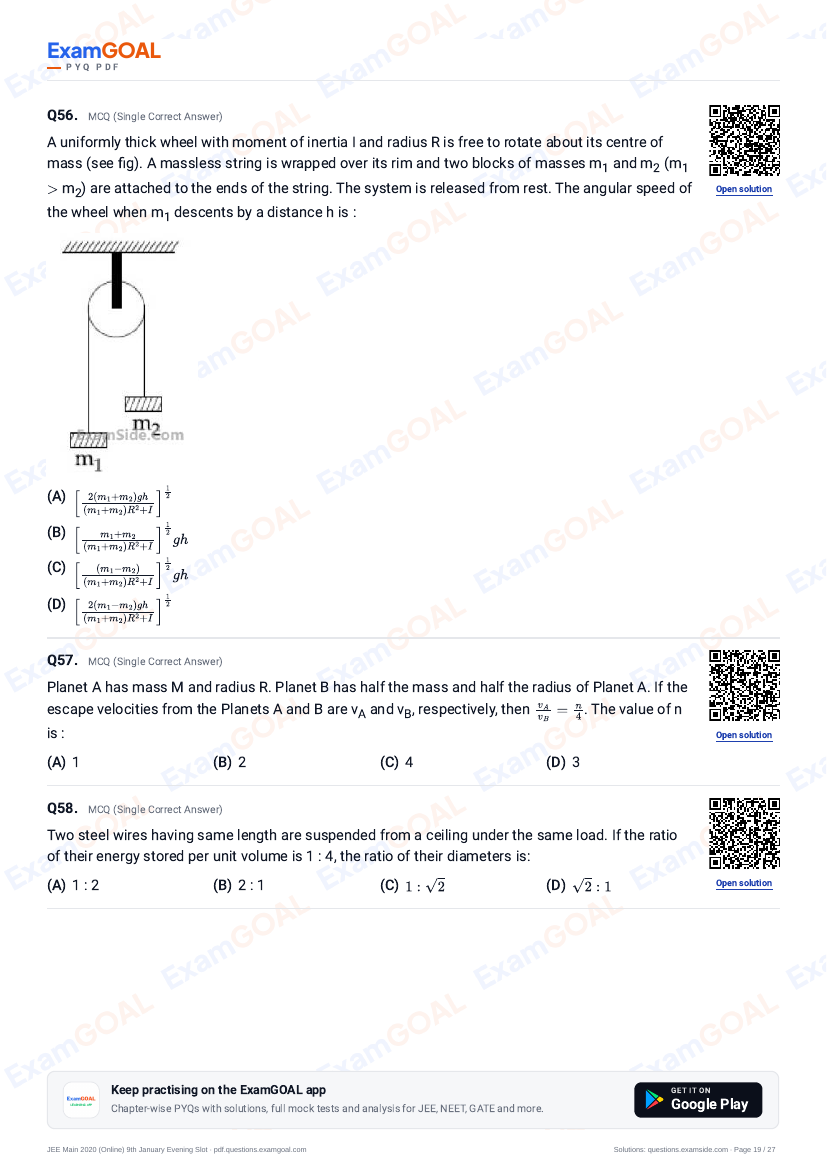 ExamGOAL
PYQ PDF
Q56. MCQ (Single Correct Answer)
A uniformly thick wheel with moment of inertia I and radius R is free to rotate about its centre of
mass (see fig). A massless string is wrapped over its rim and two blocks of masses m₁ and m₂ (m₁
> m₂) are attached to the ends of the string. The system is released from rest. The angular speed of
the wheel when m₁ descents by a distance h is :
Open solution
m₂
ExamSide.Com
m₁
(A) [2(m₁+m₂)gh / (m₁+m₂)R²+I]^(1/2)
(B) [m₁+m₂ / (m₁+m₂)R²+I]^(1/2) gh
(C) [(m₁−m₂) / (m₁+m₂)R²+I]^(1/2) gh
(D) [2(m₁−m₂)gh / (m₁+m₂)R²+I]^(1/2)
Q57. MCQ (Single Correct Answer)
Planet A has mass M and radius R. Planet B has half the mass and half the radius of Planet A. If the
escape velocities from the Planets A and B are v_A and v_B, respectively, then v_A/v_B = n/4. The value of n
is :
Open solution
(A) 1 (B) 2 (C) 4 (D) 3
Q58. MCQ (Single Correct Answer)
Two steel wires having same length are suspended from a ceiling under the same load. If the ratio
of their energy stored per unit volume is 1 : 4, the ratio of their diameters is:
Open solution
(A) 1 : 2 (B) 2 : 1 (C) 1 : √2 (D) √2 : 1
ExamGOAL
Keep practising on the ExamGOAL app
Chapter-wise PYQs with solutions, full mock tests and analysis for JEE, NEET, GATE and more.
GET IT ON
Google Play
JEE Main 2020 (Online) 9th January Evening Slot · pdf.questions.examgoal.com
Solutions: questions.examside.com · Page 19 / 27